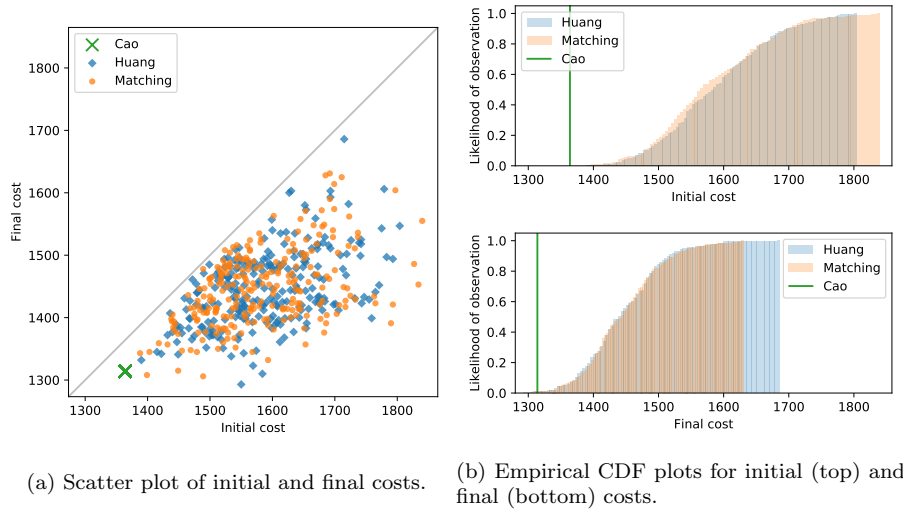 Cao
Huang
Matching
1800
1700
1600
1500
1400
1300
1300 1400 1500 1600 1700 1800
Final cost
Initial cost
(a) Scatter plot of initial and final costs.
Huang
Matching
Cao
1.0
0.8
0.6
0.4
0.2
0.0
1300 1400 1500 1600 1700 1800
Likelihood of observation
Initial cost
Huang
Matching
Cao
1.0
0.8
0.6
0.4
0.2
0.0
1300 1400 1500 1600 1700 1800
Likelihood of observation
Final cost
(b) Empirical CDF plots for initial (top) and
final (bottom) costs.